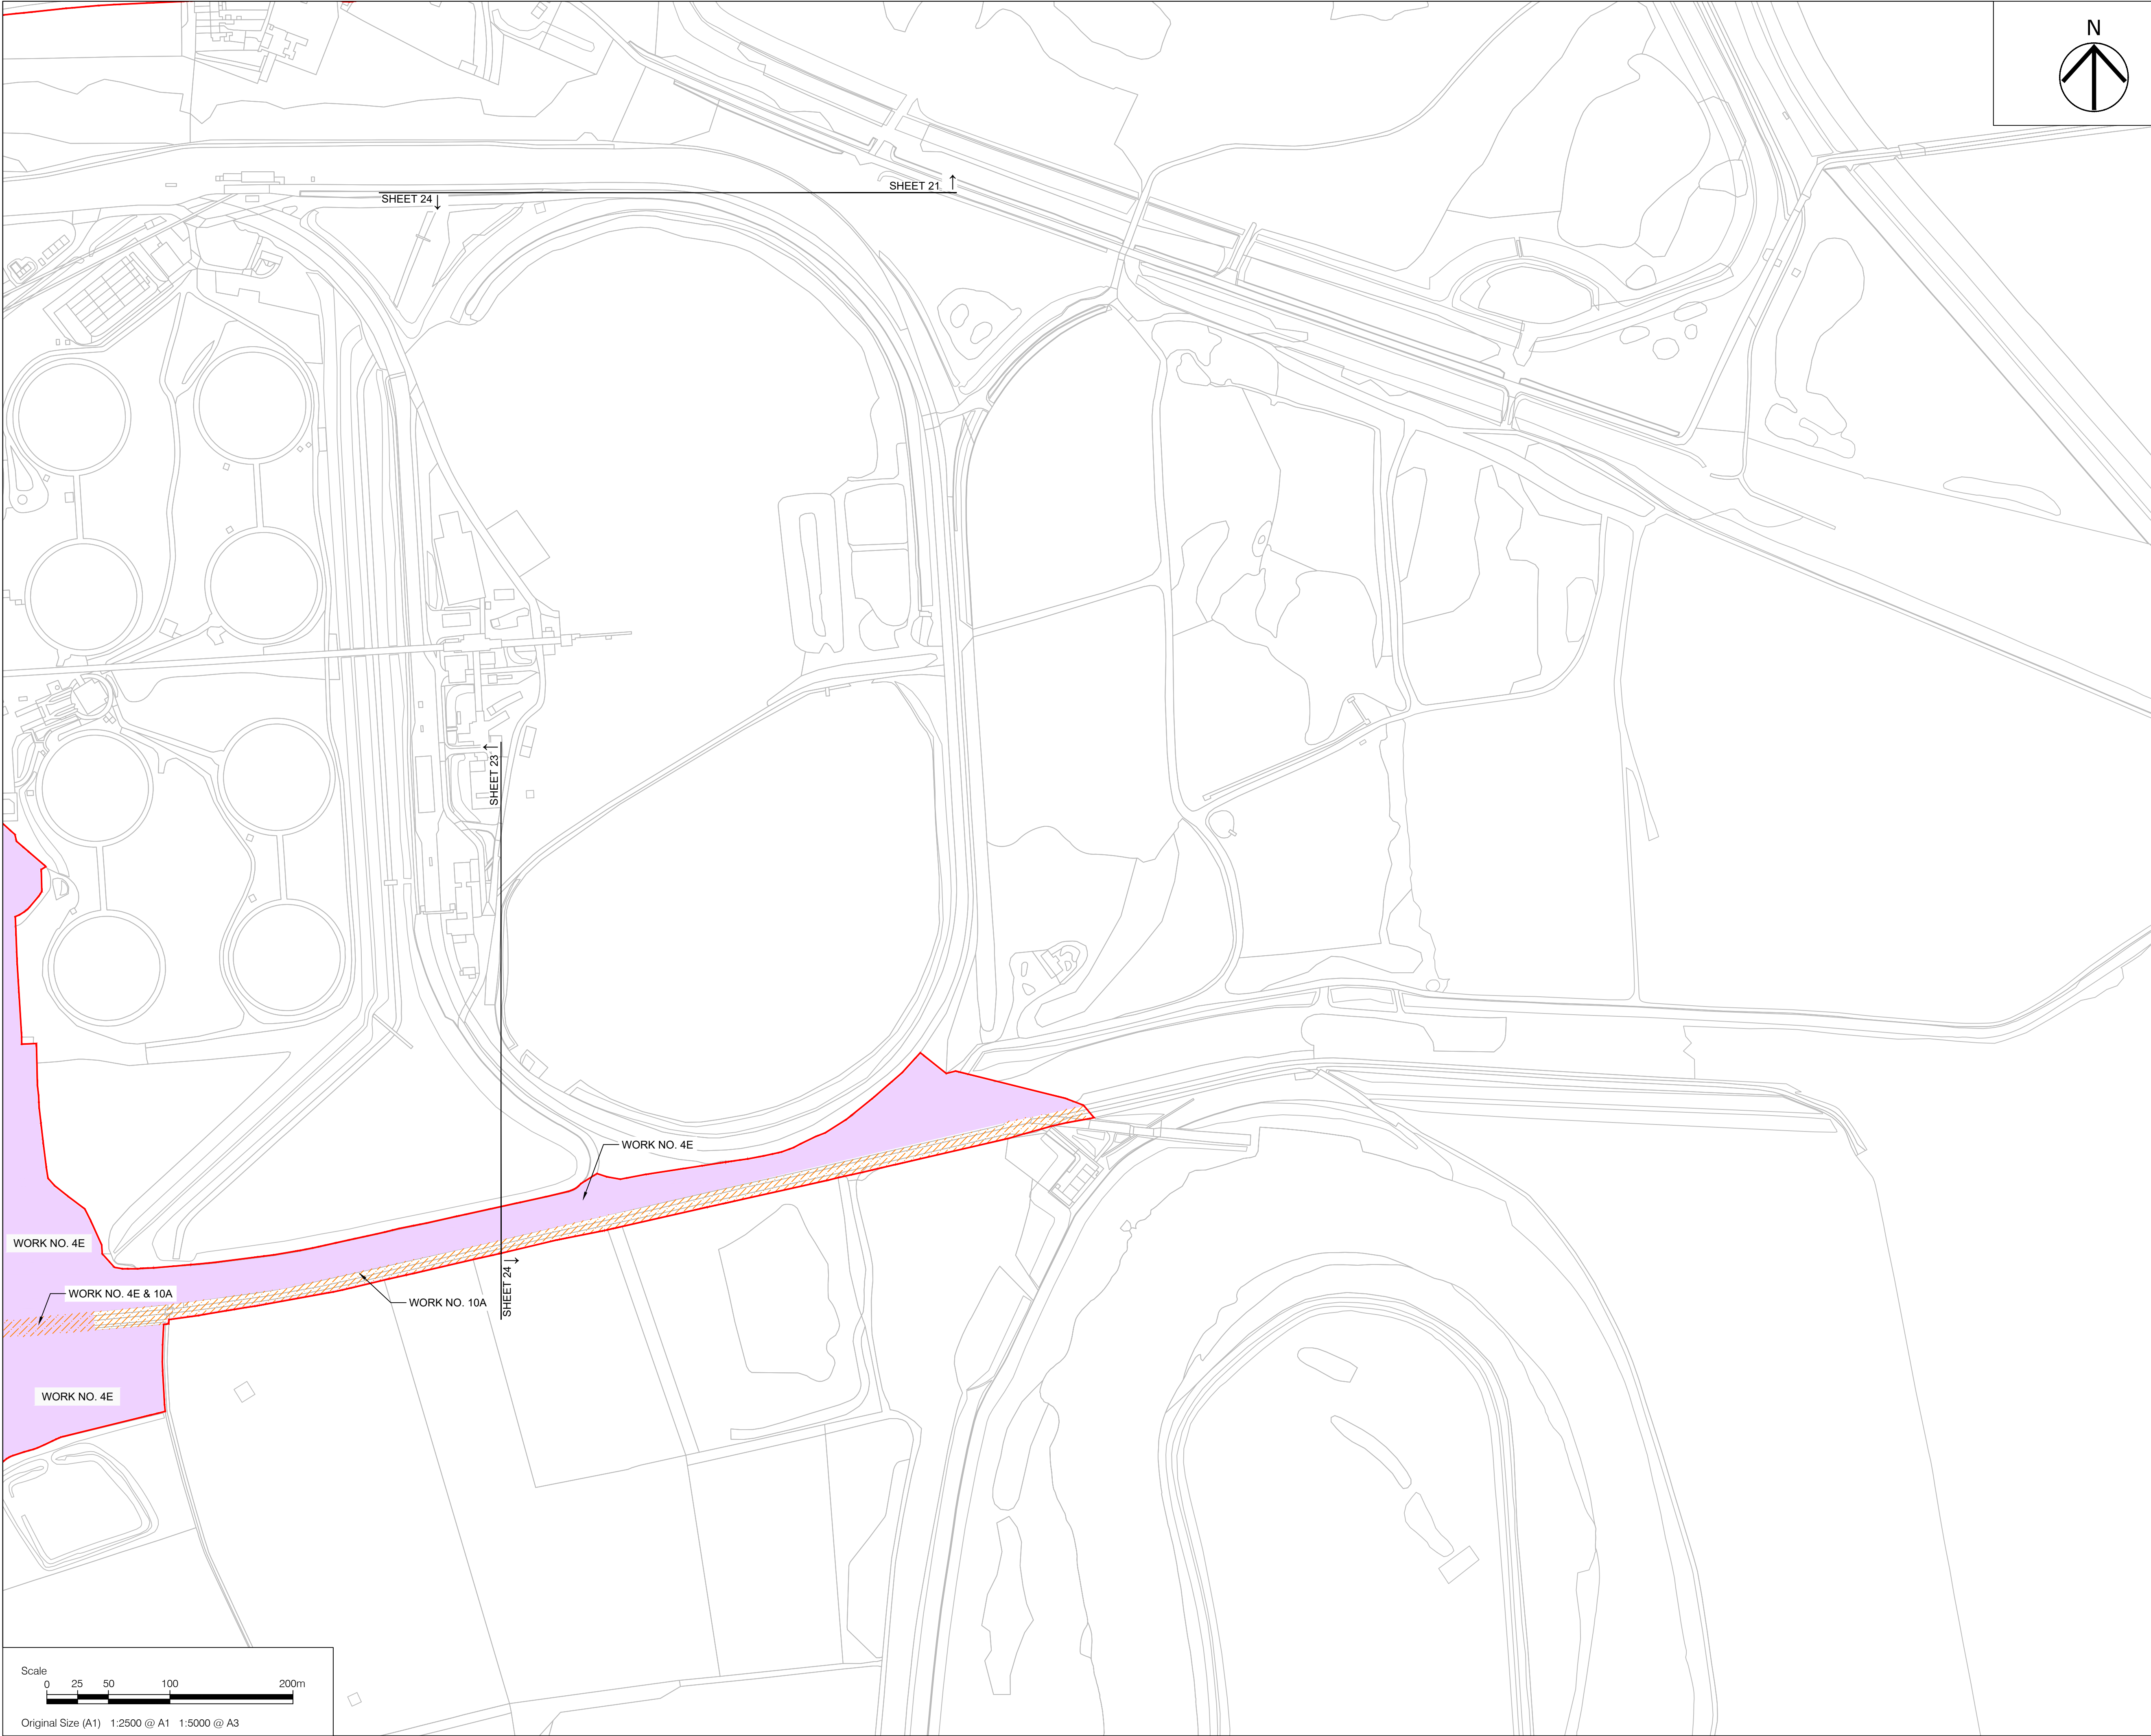 N
SHEET 21
SHEET 24
SHEET 23
WORK NO. 4E
WORK NO. 4E
WORK NO. 4E & 10A
WORK NO. 10A
SHEET 24
WORK NO. 4E
Scale
0 25 50 100 200m
Original Size (A1) 1:2500 @ A1 1:5000 @ A3